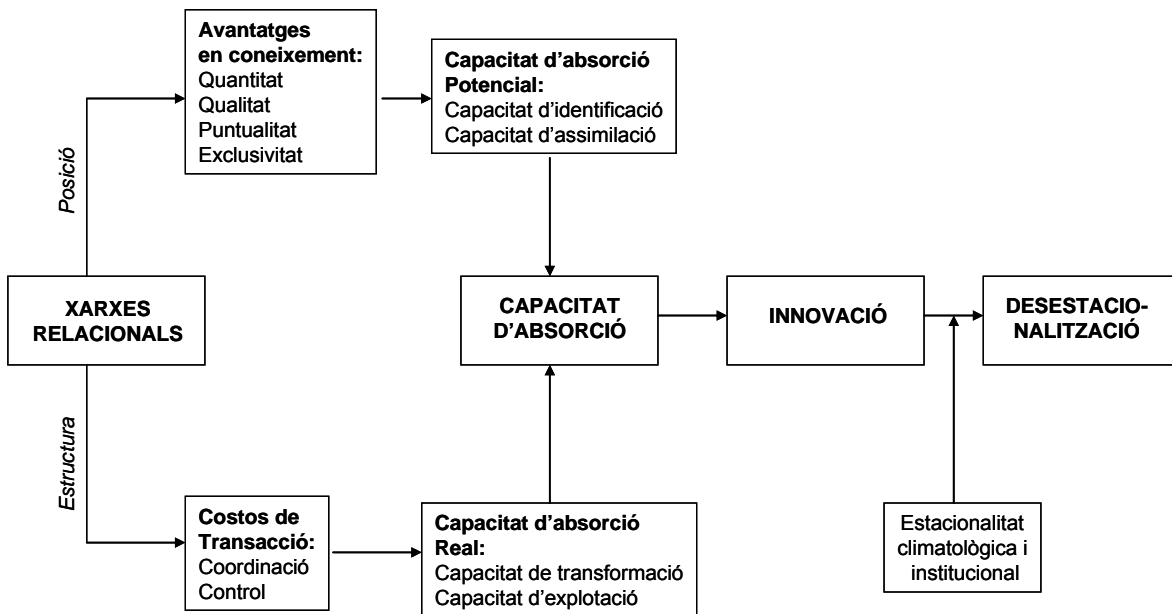 Avantatges
en coneixement:
Quantitat
Qualitat
Puntualitat
Exclusivitat
Capacitat d’absorció
Potencial:
Capacitat d’identificació
Capacitat d’assimilació
Posició
XARXES
RELACIONALS
CAPACITAT
D’ABSORCIÓ
INNOVACIÓ
DESESTACIO-
NALITZACIÓ
Estructura
Costos de
Transacció:
Coordinació
Control
Capacitat d’absorció
Real:
Capacitat de transformació
Capacitat d’explotació
Estacionalitat
climatològica i
institucional